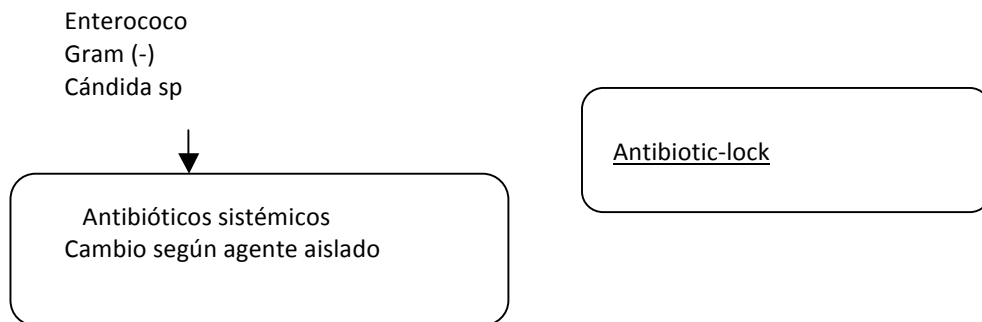 Enterococo
Gram (-)
Cándida sp
Antibiotic-lock
Antibióticos sistémicos
Cambio según agente aislado